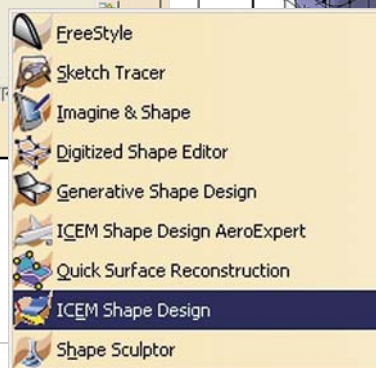 FreeStyle
Sketch Tracer
Imagine & Shape
Digitized Shape Editor
Generative Shape Design
ICEM Shape Design AeroExpert
Quick Surface Reconstruction
ICEM Shape Design
Shape Sculptor